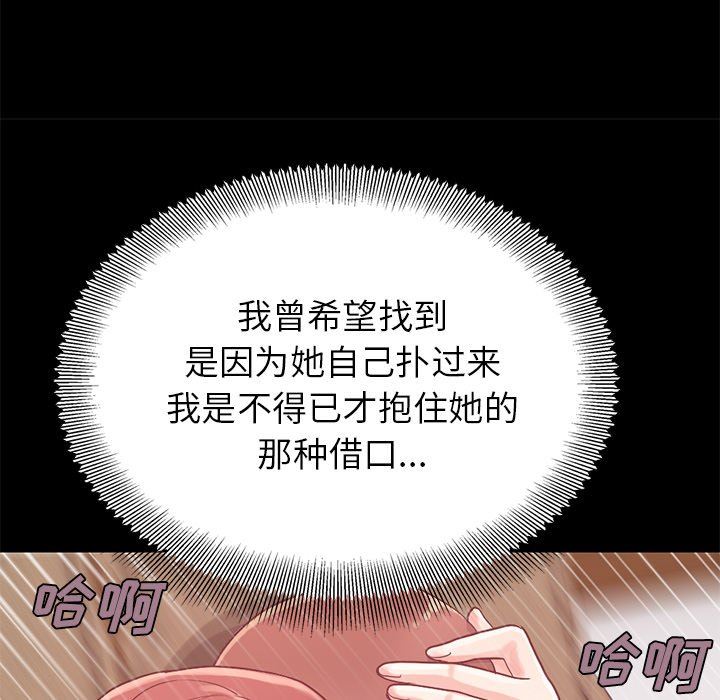 我曾希望找到
是因为她自己扑过来
我是不得已才抱住她的
那种借口...
哈啊
哈啊